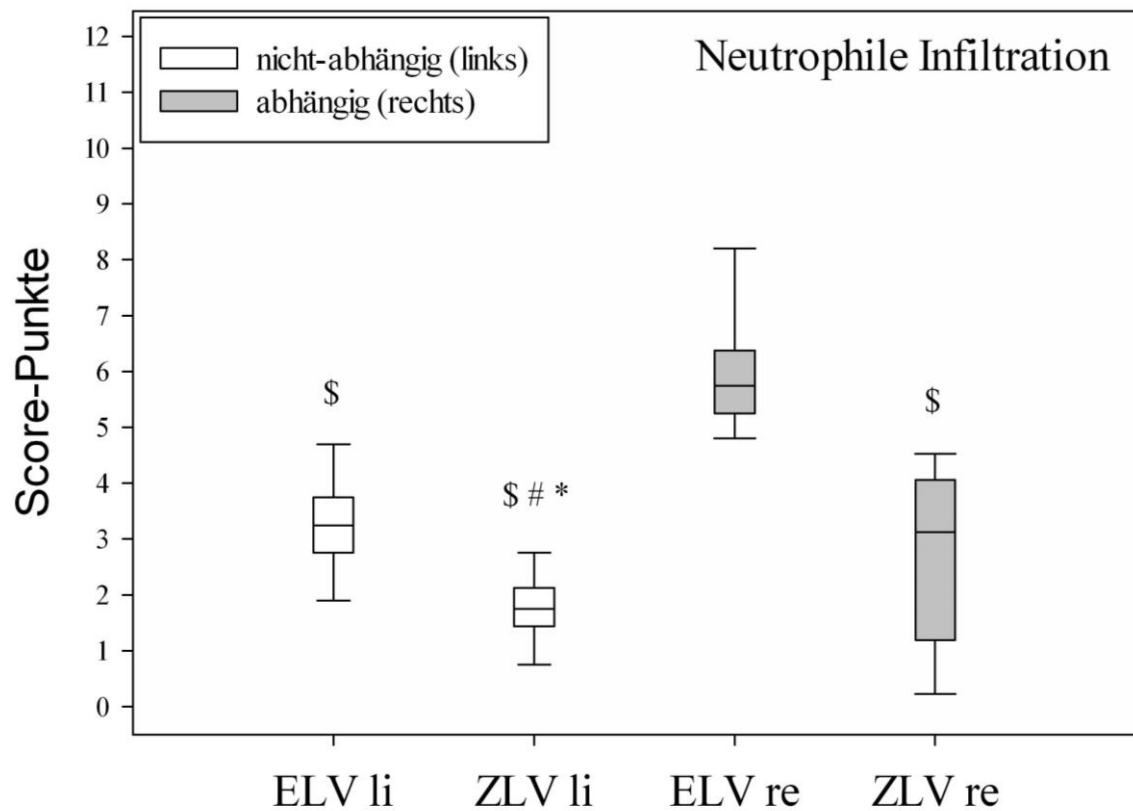 Neutrophile Infiltration
nicht-abhängig (links)
abhängig (rechts)
Score-Punkte
12
11
10
9
8
7
6
5
4
3
2
1
0
$
$ # *
$
ELV li
ZLV li
ELV re
ZLV re